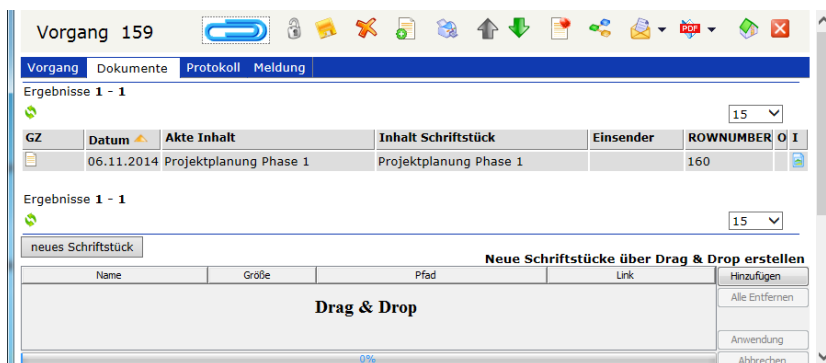 Vorgang 159
PDF
Vorgang Dokumente Protokoll Meldung
Ergebnisse 1 - 1
15
GZ Datum Akte Inhalt Inhalt Schriftstück Einsender ROWNUMBER O I
06.11.2014 Projektplanung Phase 1 Projektplanung Phase 1 160
Ergebnisse 1 - 1
15
neues Schriftstück
Neue Schriftstücke über Drag & Drop erstellen
Name Größe Pfad Link Hinzufügen
Alle Entfernen
Drag & Drop
Anwendung
0% Abbrechen